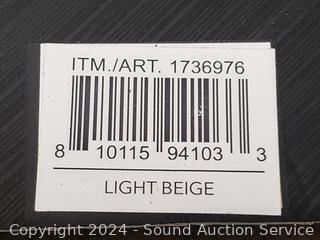 ITM./ART. 1736976
8 10115 94103 3
LIGHT BEIGE
Copyright 2024 - Sound Auction Service